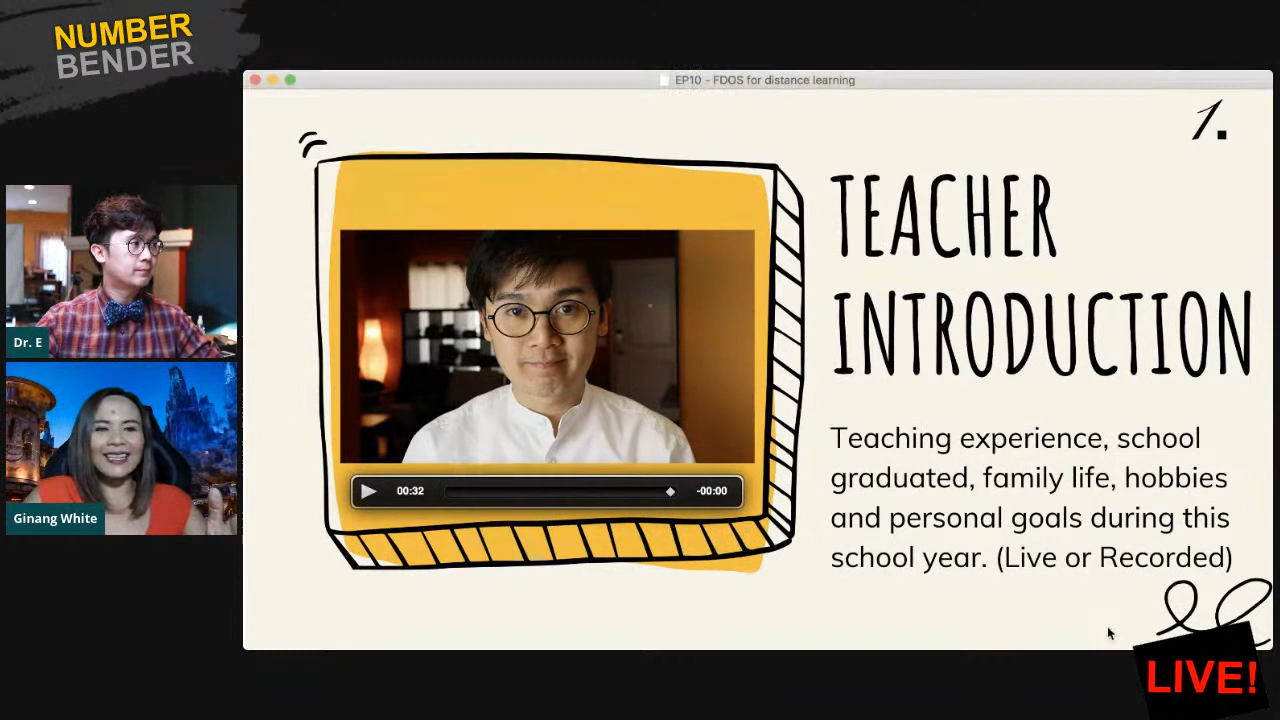 NUMBER
BENDER
EP10 - FDOS for distance learning
1.
TEACHER
INTRODUCTION
Teaching experience, school
graduated, family life, hobbies
and personal goals during this
school year. (Live or Recorded)
00:32
-00:00
Dr. E
Ginang White
LIVE!